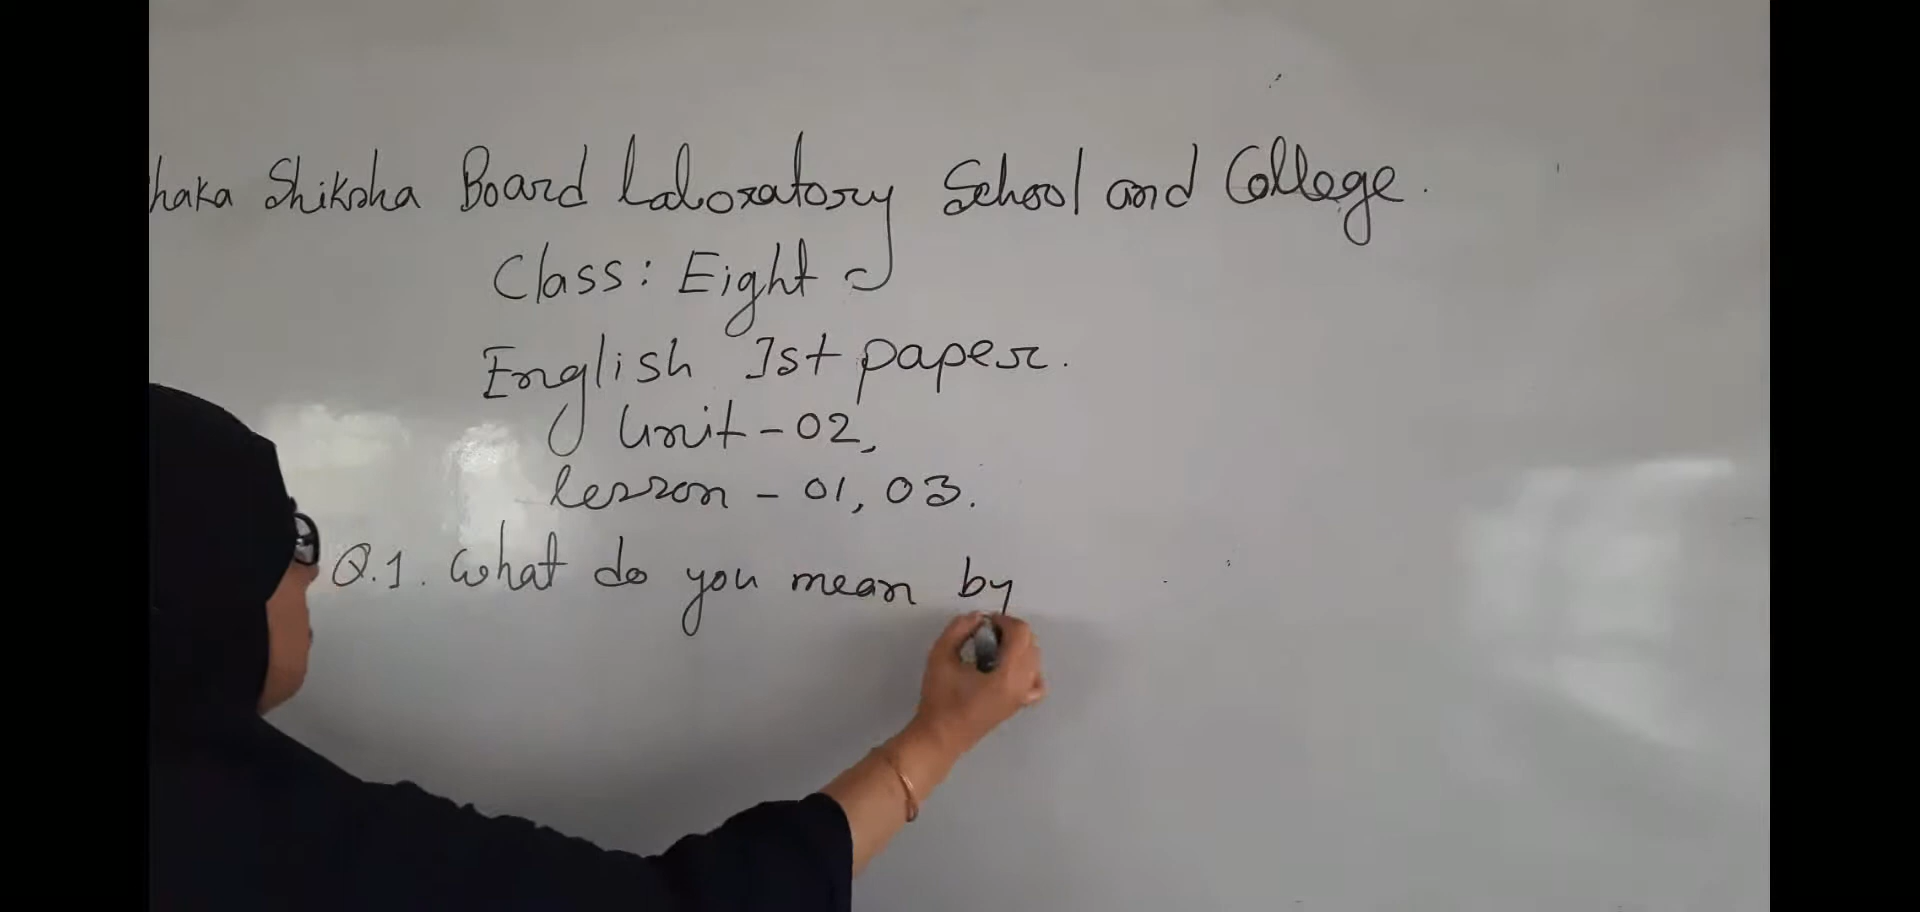 haka Shiksha Board Laboratory School and College.
Class: Eight
English Ist paper.
Unit-02,
lesson - 01, 03.
Q.1. What do you mean by